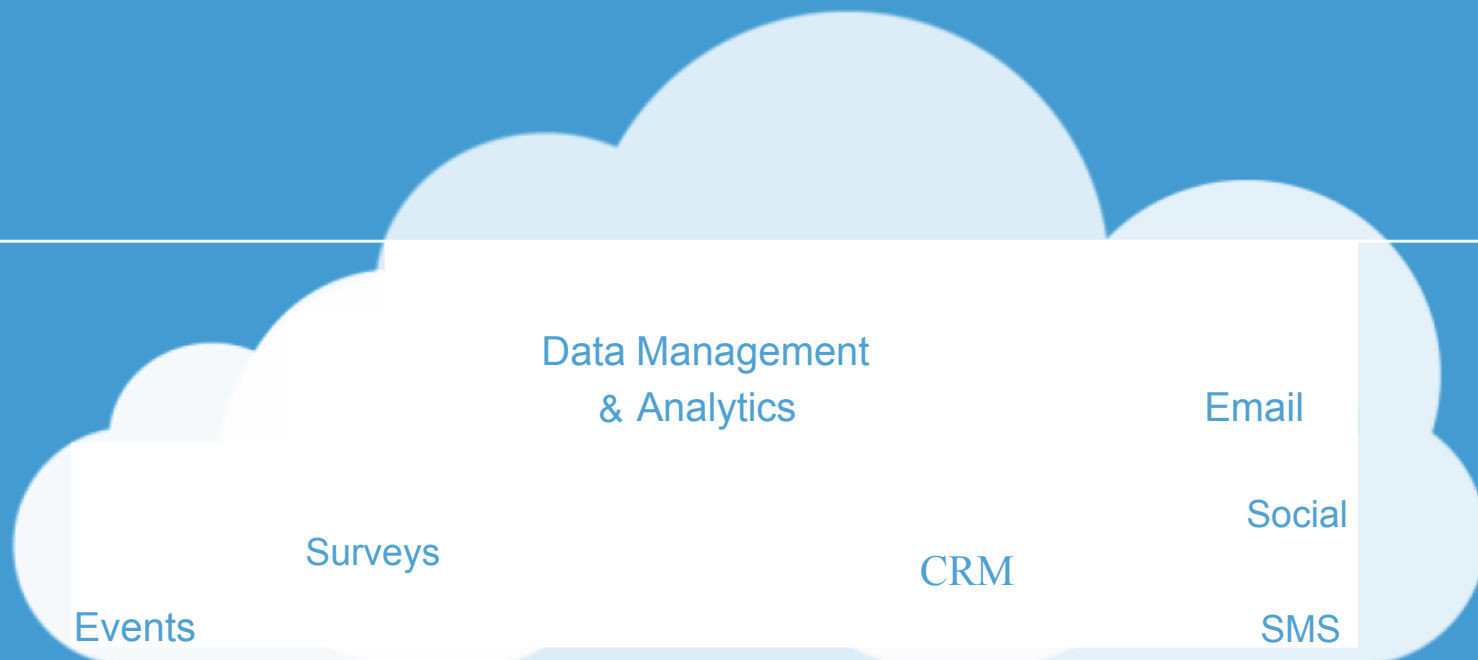 Data Management
& Analytics
Email
Social
Surveys
CRM
Events
SMS